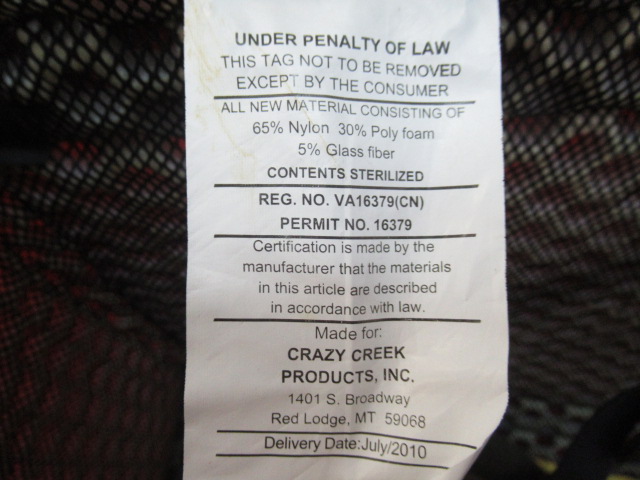 UNDER PENALTY OF LAW
THIS TAG NOT TO BE REMOVED
EXCEPT BY THE CONSUMER
ALL NEW MATERIAL CONSISTING OF
65% Nylon 30% Poly foam
5% Glass fiber
CONTENTS STERILIZED
REG. NO. VA16379(CN)
PERMIT NO. 16379
Certification is made by the
manufacturer that the materials
in this article are described
in accordance with law.
Made for:
CRAZY CREEK
PRODUCTS, INC.
1401 S. Broadway
Red Lodge, MT 59068
Delivery Date:July/2010